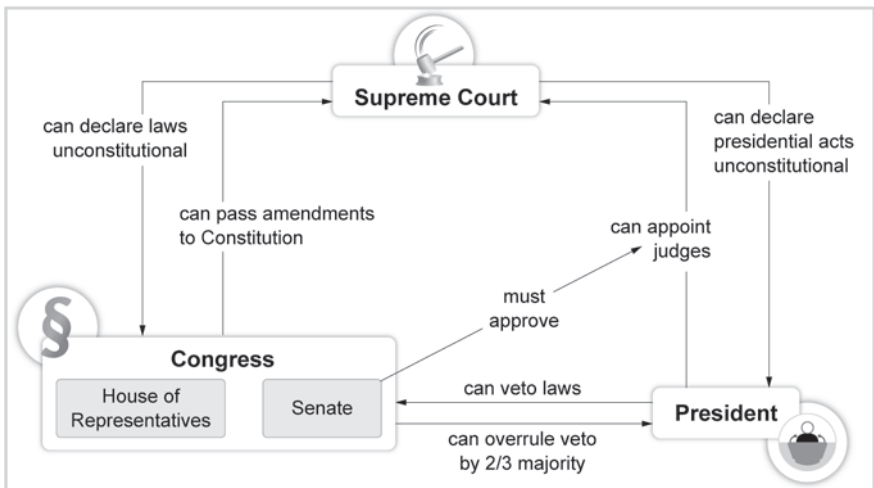 Supreme Court
can declare laws
unconstitutional
can declare
presidential acts
unconstitutional
can pass amendments
to Constitution
can appoint
judges
must
approve
§
Congress
House of
Representatives
Senate
can veto laws
President
can overrule veto
by 2/3 majority